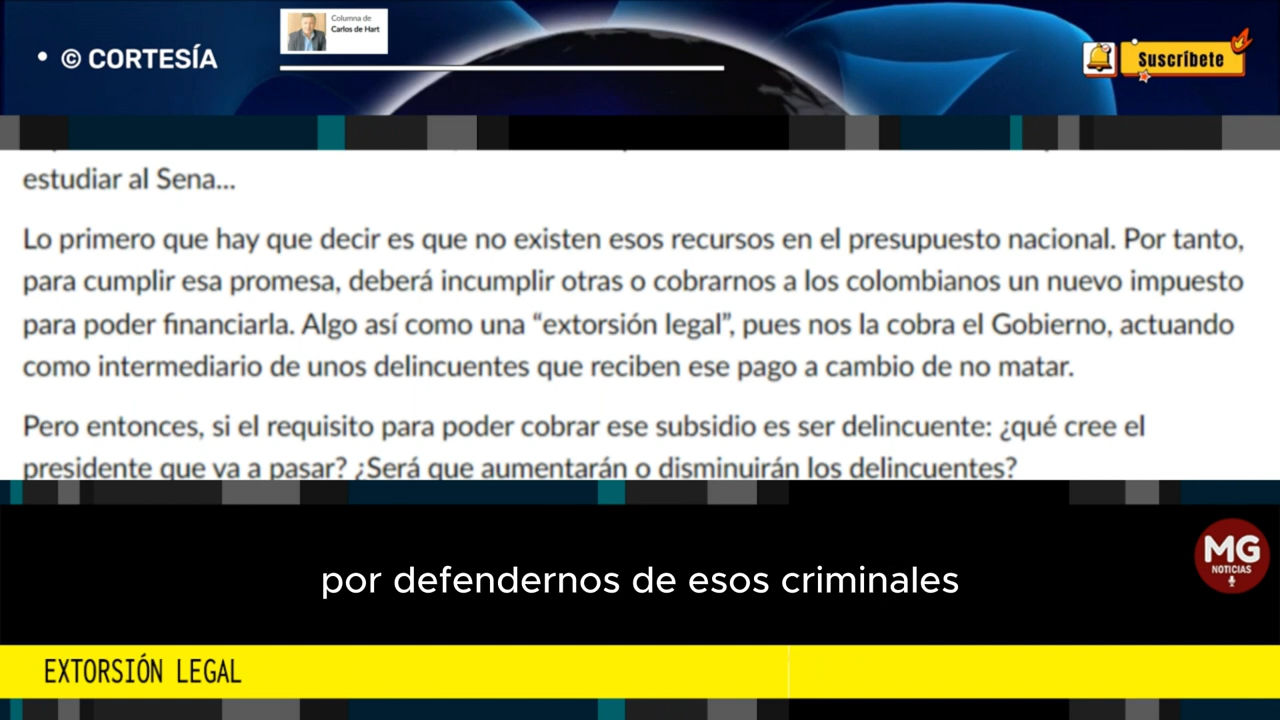 • © CORTESÍA
Columna de
Carlos de Hart
Suscríbete
estudiar al Sena...
Lo primero que hay que decir es que no existen esos recursos en el presupuesto nacional. Por tanto,
para cumplir esa promesa, deberá incumplir otras o cobrarnos a los colombianos un nuevo impuesto
para poder financiarla. Algo así como una “extorsión legal”, pues nos la cobra el Gobierno, actuando
como intermediario de unos delincuentes que reciben ese pago a cambio de no matar.
Pero entonces, si el requisito para poder cobrar ese subsidio es ser delincuente: ¿qué cree el
presidente que va a pasar? ¿Será que aumentarán o disminuirán los delincuentes?
MG
NOTICIAS
por defendernos de esos criminales
EXTORSIÓN LEGAL